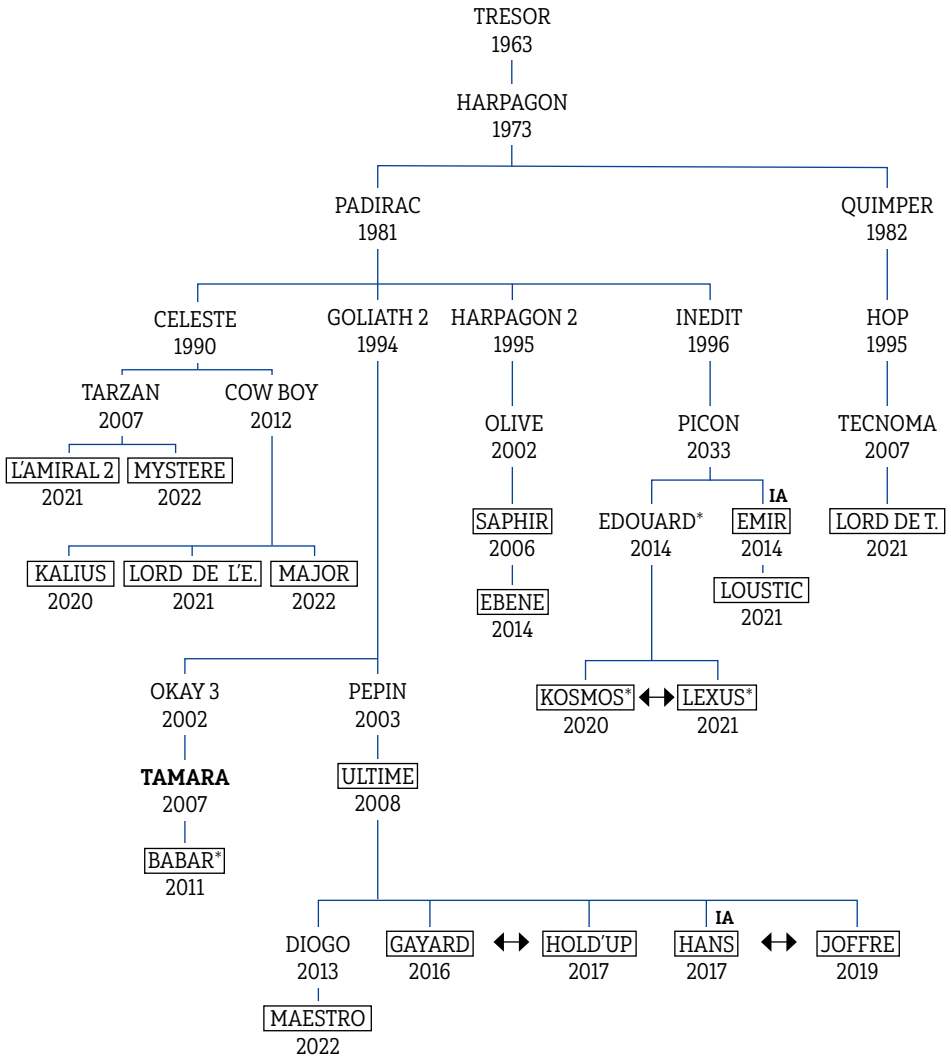 TRESOR
1963
HARPAGON
1973
PADIRAC
1981
QUIMPER
1982
CELESTE
1990
GOLIATH 2
1994
HARPAGON 2
1995
INEDIT
1996
HOP
1995
TARZAN
2007
COW BOY
2012
OLIVE
2002
PICON
2033
TECNOMA
2007
L'AMIRAL 2
2021
MYSTERE
2022
SAPHIR
2006
EDOUARD*
2014
IA
EMIR
2014
LORD DE T.
2021
KALIUS
2020
LORD DE L'E.
2021
MAJOR
2022
EBENE
2014
LOUSTIC
2021
OKAY 3
2002
PEPIN
2003
KOSMOS*
2020
LEXUS*
2021
TAMARA
2007
ULTIME
2008
BABAR*
2011
DIOGO
2013
GAYARD
2016
HOLD'UP
2017
IA
HANS
2017
JOFFRE
2019
MAESTRO
2022